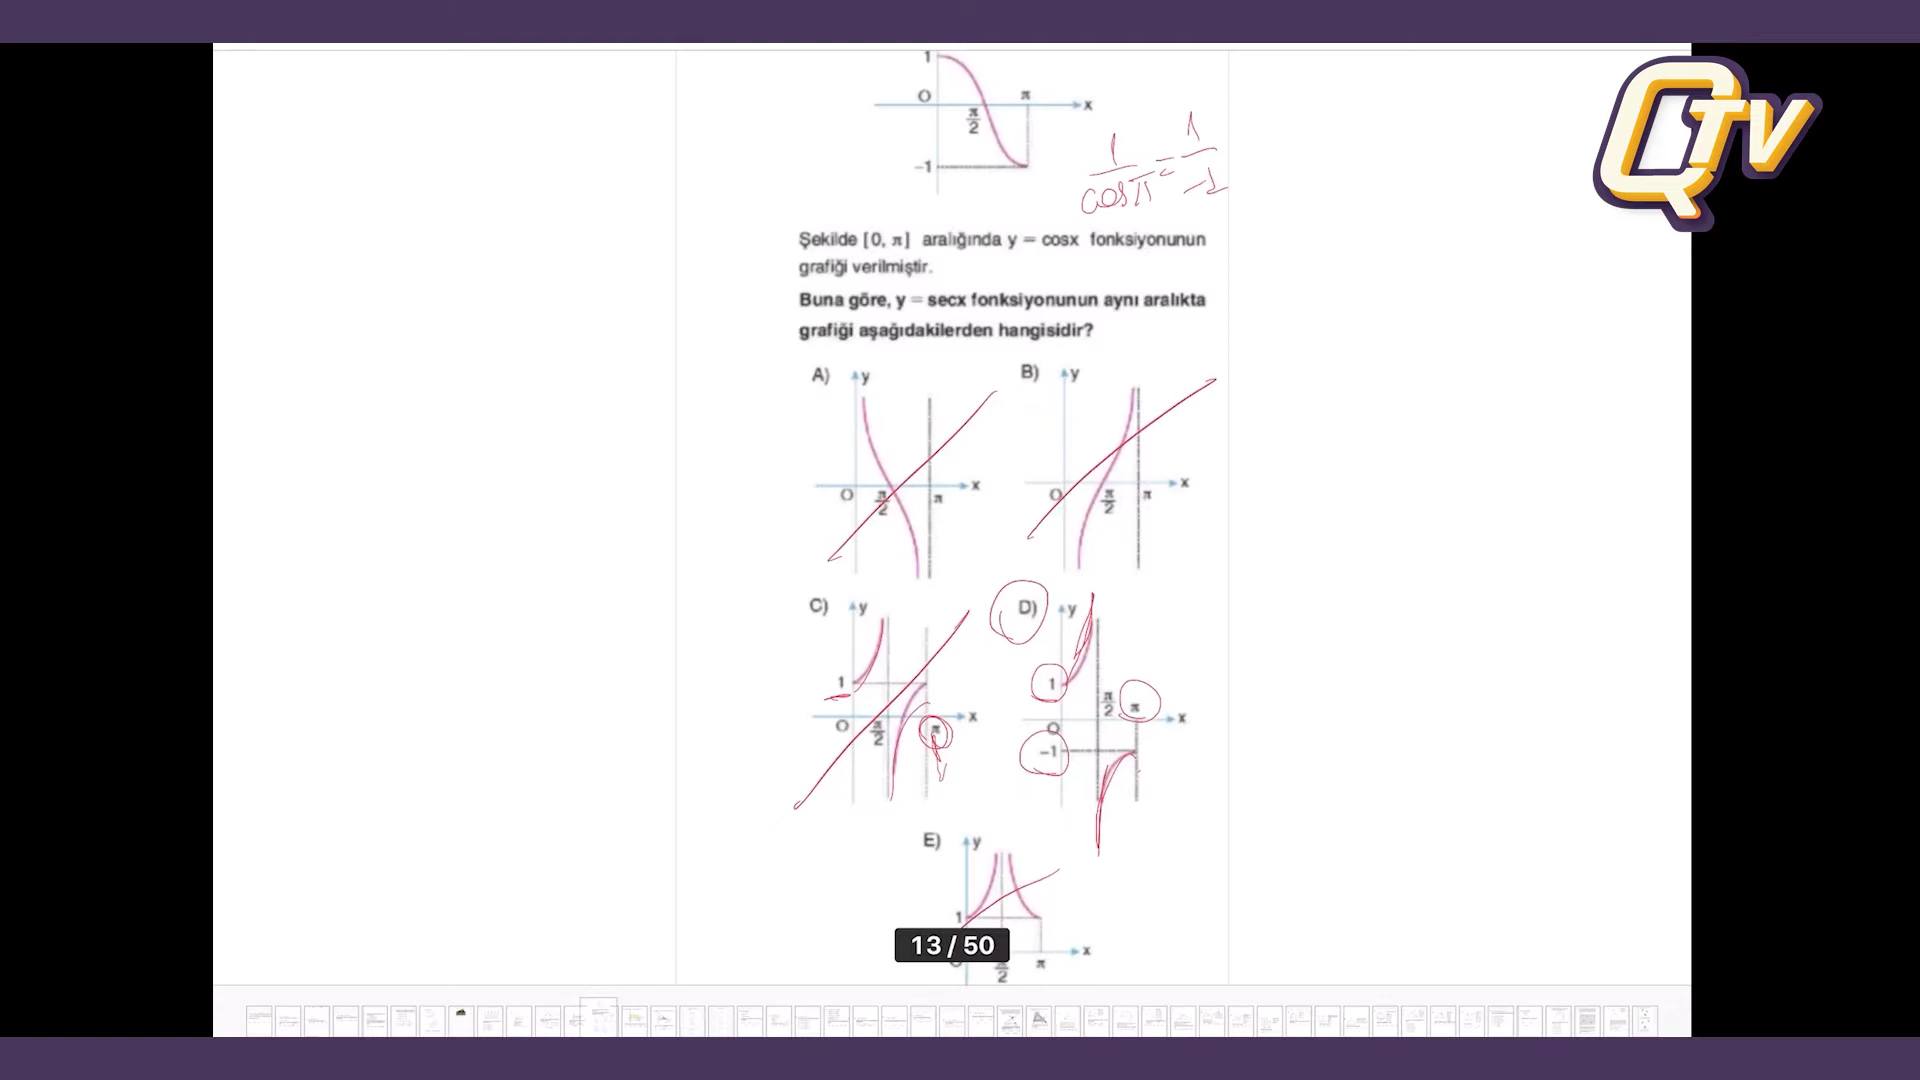 QTV
1
O
π
x
π
2
-1
1
cosπ
=
1
-1
Şekilde [0, π] aralığında y = cosx fonksiyonunun
grafiği verilmiştir.
Buna göre, y = secx fonksiyonunun aynı aralıkta
grafiği aşağıdakilerden hangisidir?
A)
y
O
π
2
π
x
B)
y
O
π
2
π
x
C)
y
1
O
π
2
π
x
D)
y
1
π
2
π
x
O
-1
E)
y
1
x
π
2
π
13 / 50